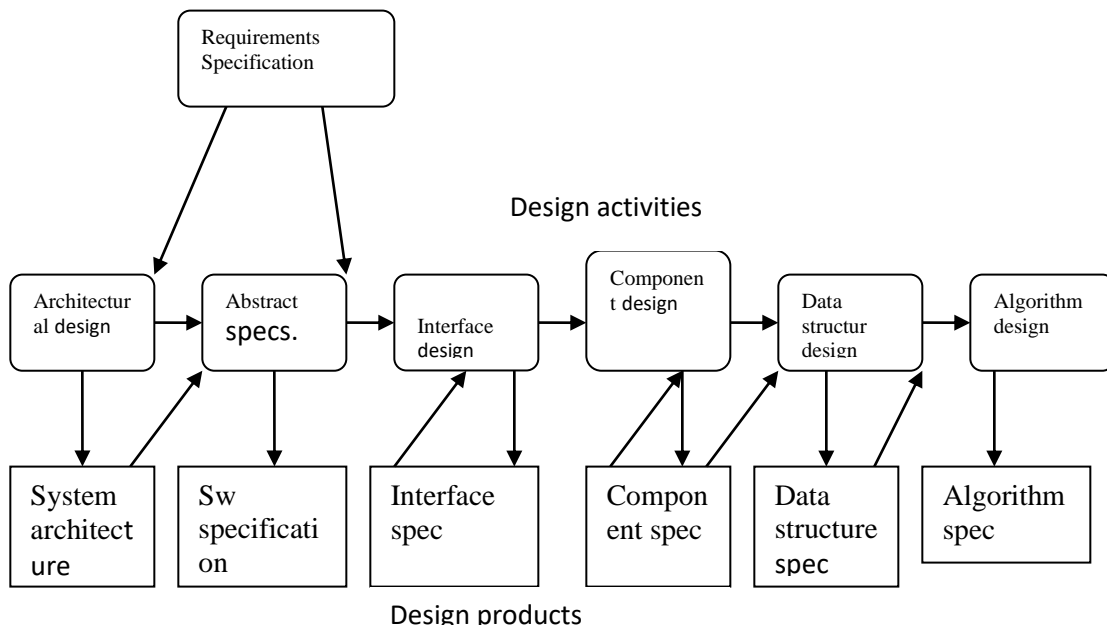 Requirements
Specification
Design activities
Architectur
al design
Abstract
specs.
Interface
design
Componen
t design
Data
structur
design
Algorithm
design
System
architect
ure
Sw
specificati
on
Interface
spec
Compon
ent spec
Data
structure
spec
Algorithm
spec
Design products